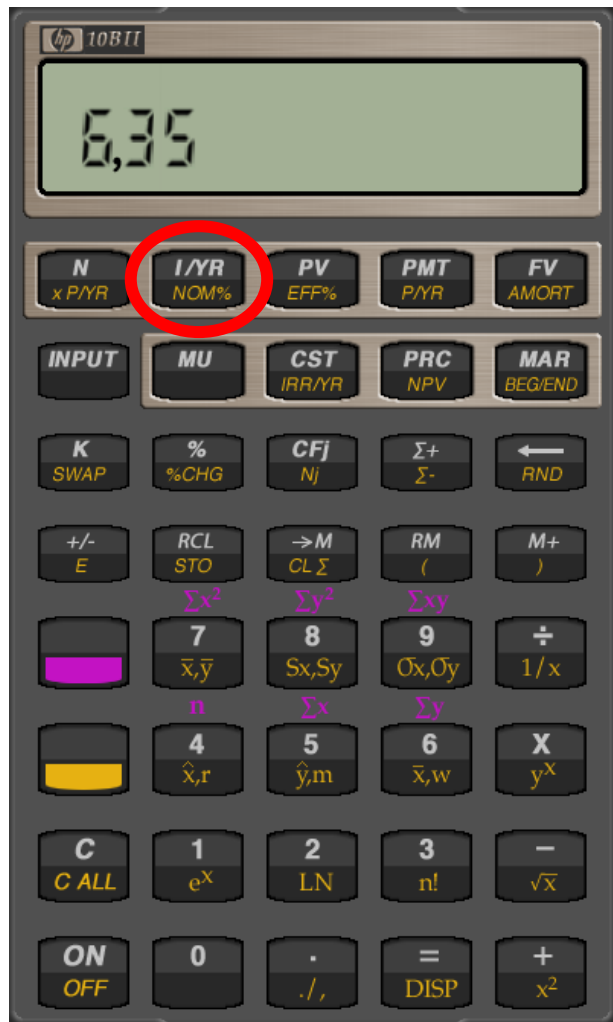 hp 10BII
6,35
N I/YR PV PMT FV
x P/YR NOM% EFF% P/YR AMORT
INPUT MU CST PRC MAR
IRR/YR NPV BEG/END
K % CFj Σ+ ←
SWAP %CHG Nj Σ- RND
+/- RCL →M RM M+
E STO CL Σ ( )
Σx² Σy² Σxy
7 8 9 ÷
x̅,y̅ Sx,Sy σx,σy 1/x
n Σx Σy
4 5 6 X
x̂,r ŷ,m x̅,w yˣ
C 1 2 3 −
C ALL eˣ LN n! √x
ON 0 . = +
OFF ./, DISP x²